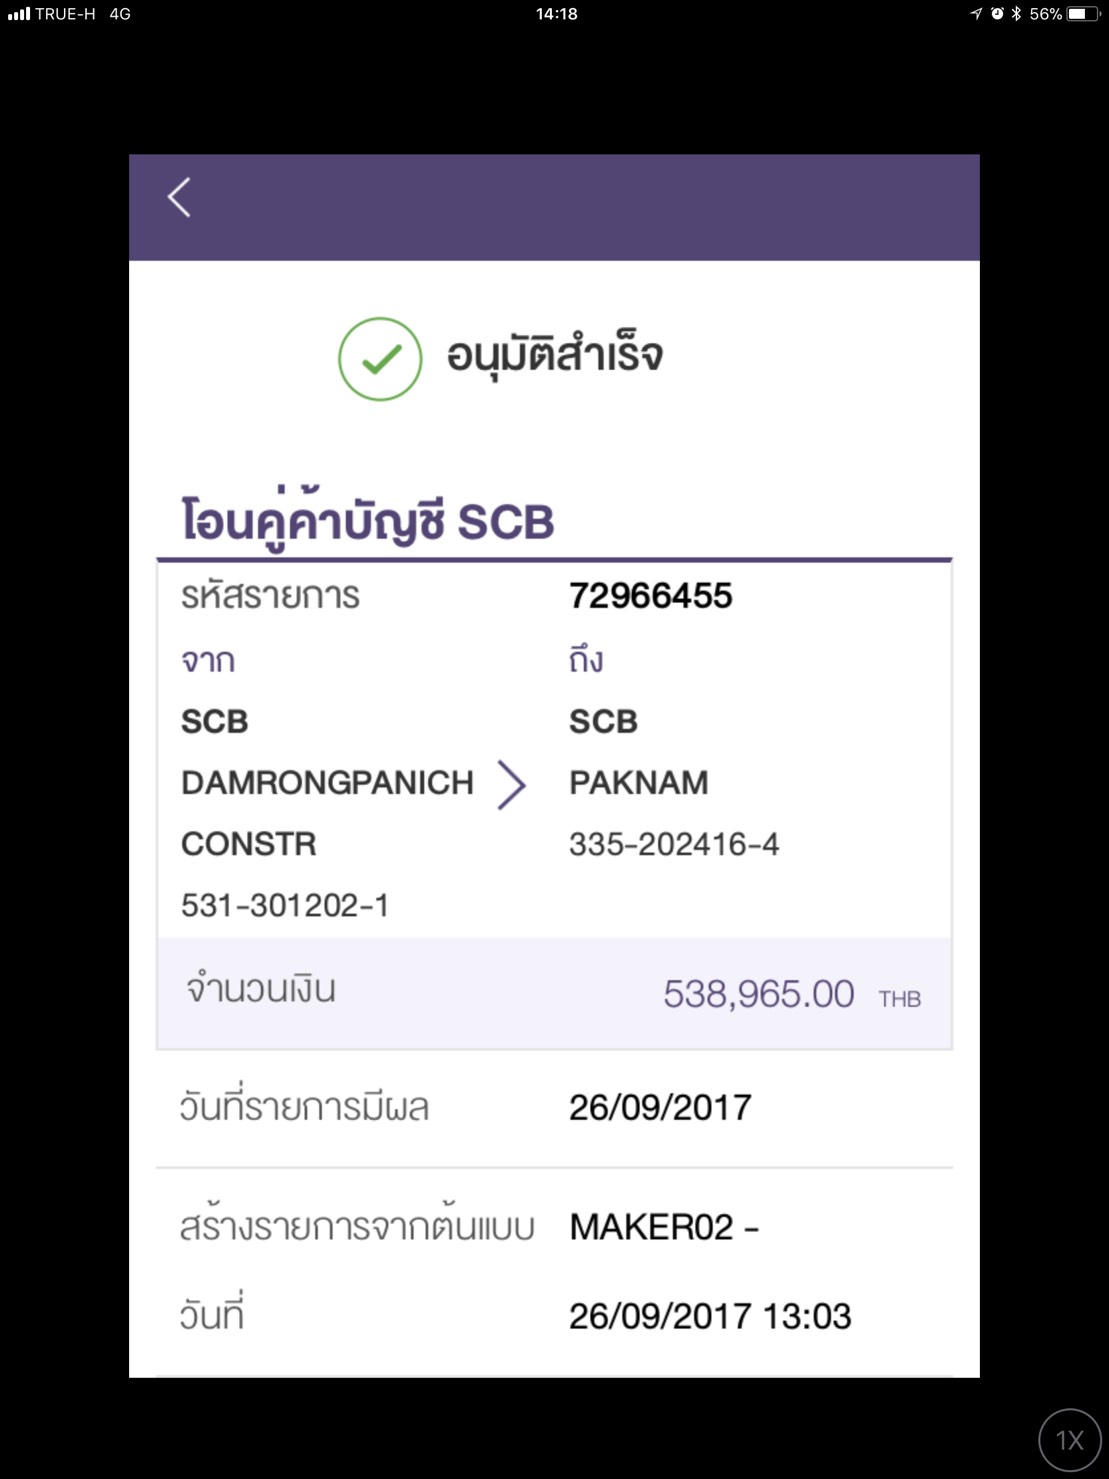 TRUE-H 4G 14:18 56%
อนุมัติสำเร็จ
โอนคู่ค้าบัญชี SCB
รหัสรายการ 72966455
จาก ถึง
SCB SCB
DAMRONGPANICH PAKNAM
CONSTR 335-202416-4
531-301202-1
จำนวนเงิน 538,965.00 THB
วันที่รายการมีผล 26/09/2017
สร้างรายการจากต้นแบบ MAKER02 -
วันที่ 26/09/2017 13:03
1X